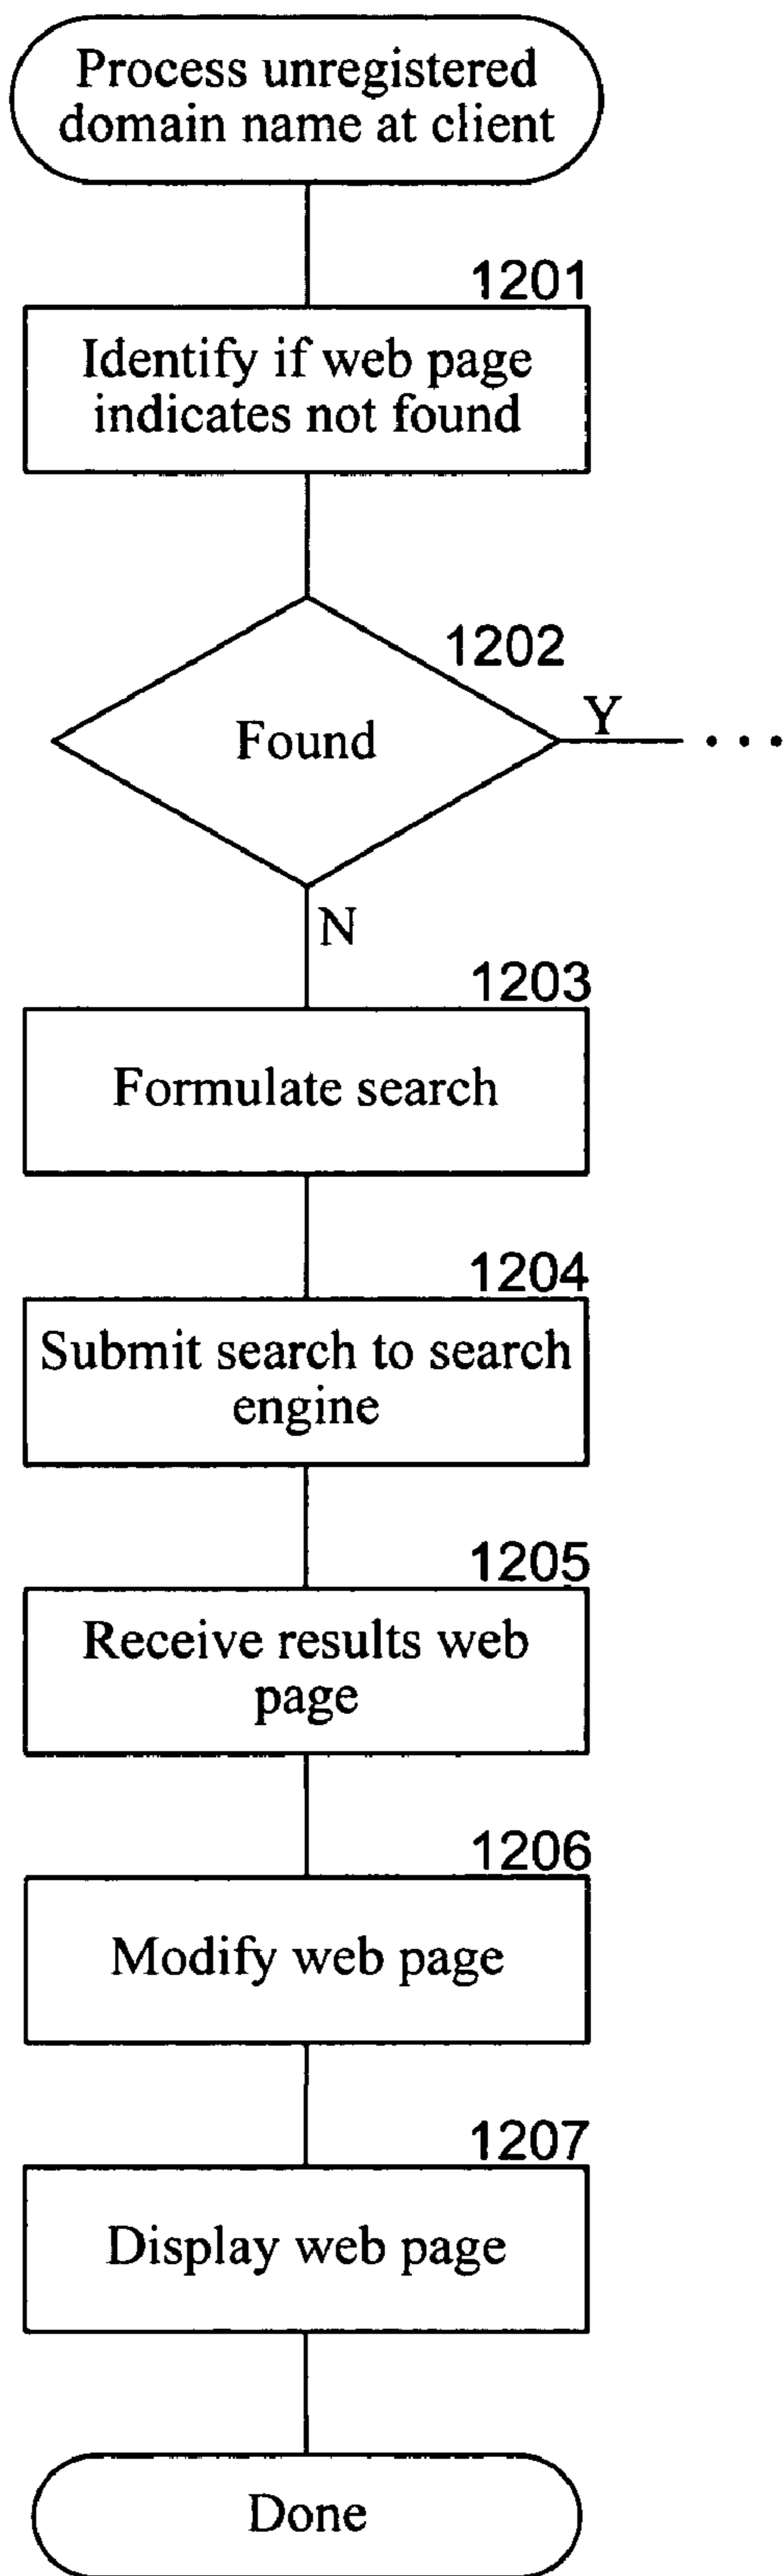 Process unregistered
domain name at client
1201
Identify if web page
indicates not found
1202
Found
Y
. . .
N
1203
Formulate search
1204
Submit search to search
engine
1205
Receive results web
page
1206
Modify web page
1207
Display web page
Done